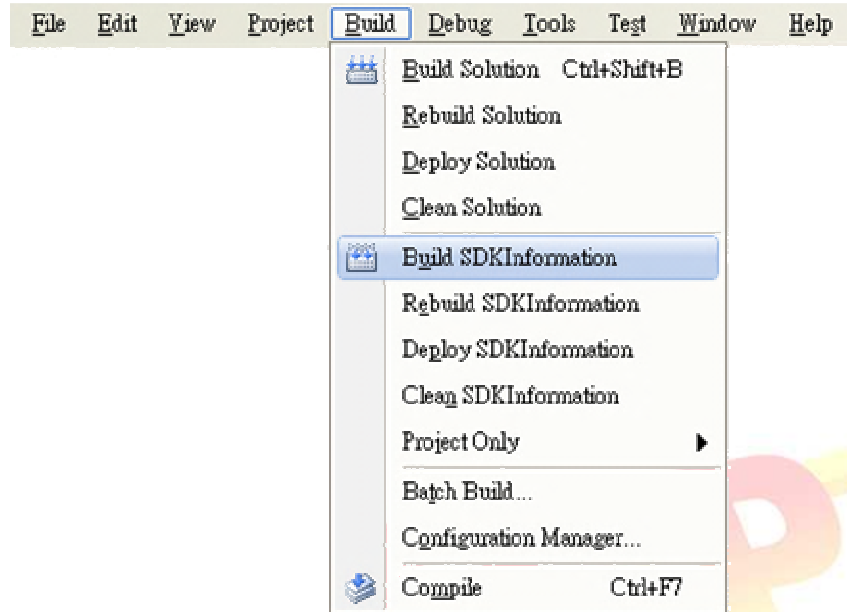 File Edit View Project Build Debug Tools Test Window Help
Build Solution Ctrl+Shift+B
Rebuild Solution
Deploy Solution
Clean Solution
Build SDKInformation
Rebuild SDKInformation
Deploy SDKInformation
Clean SDKInformation
Project Only
Batch Build...
Configuration Manager...
Compile Ctrl+F7